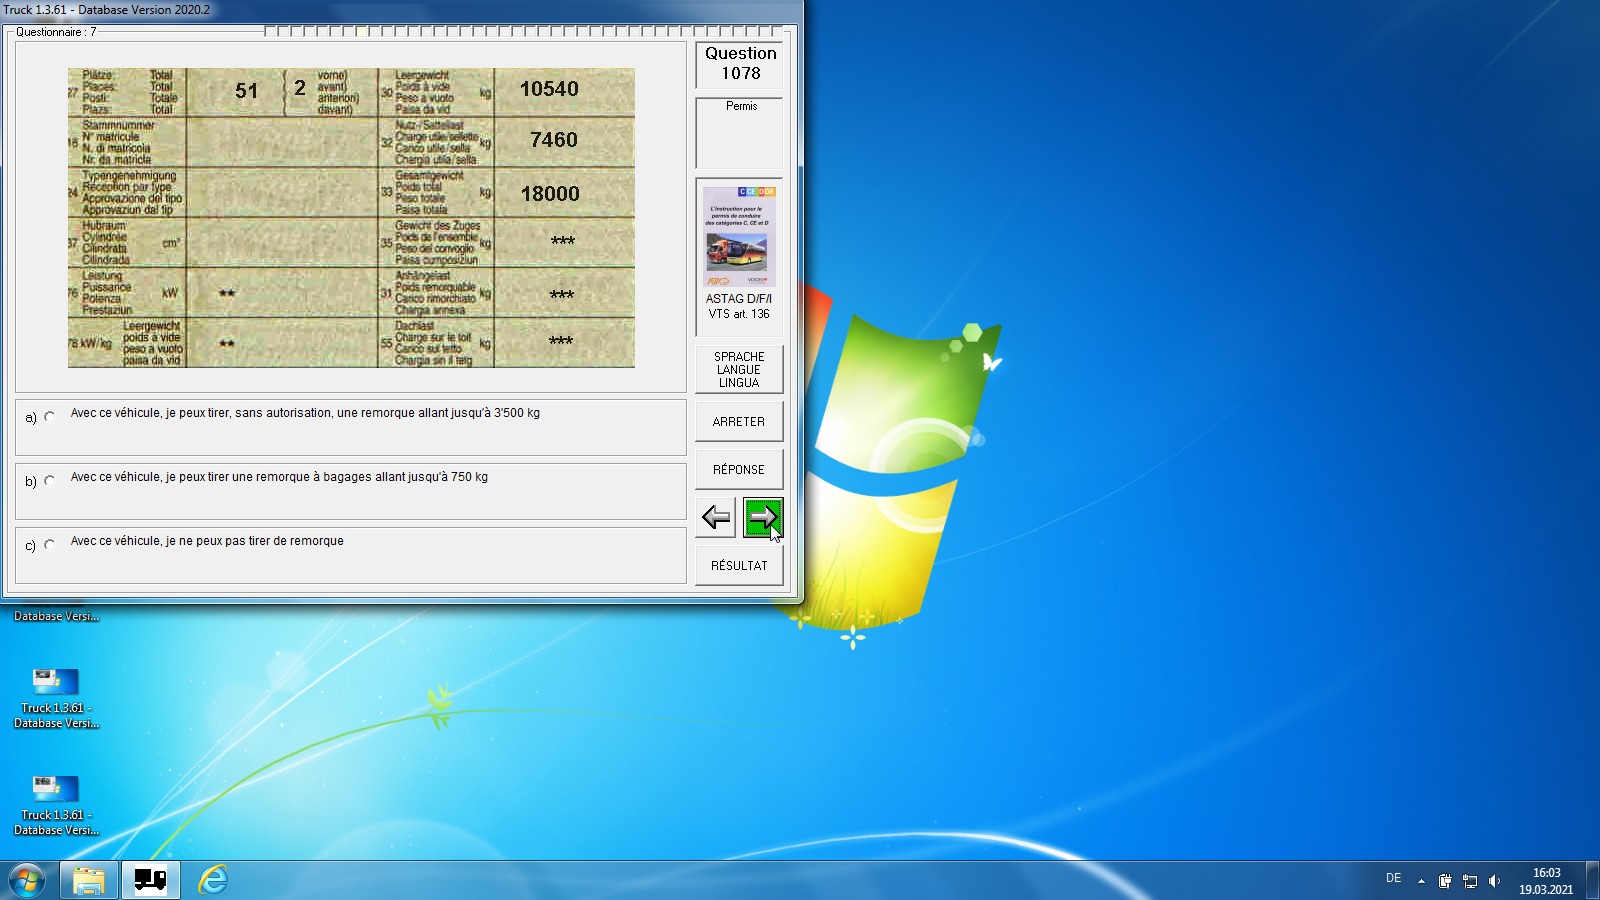 Truck 1.3.61 - Database Version 2020.2
Questionnaire : 7
27 Plätze: Total
Places: Total
Posti: Totale
Plazs: Total
51 2
vorne)
avant)
anteriori)
davant)
30 Leergewicht
Poids à vide
Peso a vuoto
Paisa da vid
kg
10540
18 Stammnummer
N° matricule
N. di matricola
Nr. da matricla
32 Nutz-/Sattellast
Charge utile/sellette
Carico utile/sella
Chargia utila/sella
kg
7460
24 Typengenehmigung
Réception par type
Approvazione del tipo
Approvaziun dal tip
33 Gesamtgewicht
Poids total
Peso totale
Paisa totala
kg
18000
37 Hubraum
Cylindrée
Cilindrata
Cilindrada
cm³
35 Gewicht des Zuges
Poids de l'ensemble
Peso del convoglio
Paisa cumposiziun
kg
***
76 Leistung
Puissance
Potenza
Prestaziun
kW
**
31 Anhängelast
Poids remorquable
Carico rimorchiato
Chargia annexa
kg
***
78 kW/kg
Leergewicht
poids à vide
peso a vuoto
paisa da vid
**
55 Dachlast
Charge sur le toit
Carico sul tetto
Chargia sin il tetg
kg
***
Question
1078
Permis
C CE D DE
L'instruction pour le
permis de conduire
des catégories C, CE et D
ASTAG D/F/I
VTS art. 136
SPRACHE
LANGUE
LINGUA
ARRETER
RÉPONSE
RÉSULTAT
a) Avec ce véhicule, je peux tirer, sans autorisation, une remorque allant jusqu'à 3'500 kg
b) Avec ce véhicule, je peux tirer une remorque à bagages allant jusqu'à 750 kg
c) Avec ce véhicule, je ne peux pas tirer de remorque
Database Versi...
Truck 1.3.61 -
Database Versi...
Truck 1.3.61 -
Database Versi...
DE
16:03
19.03.2021